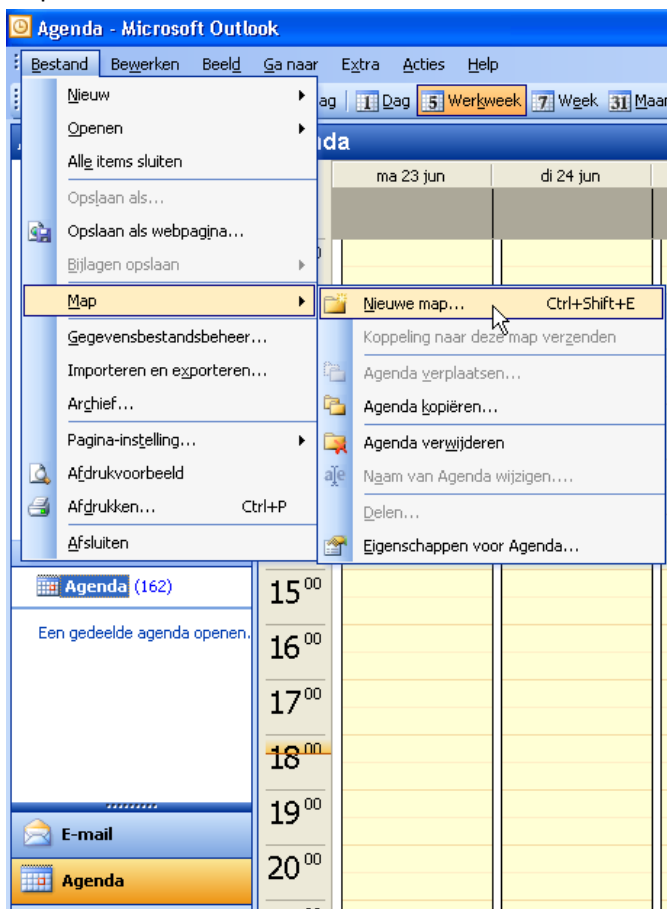 Agenda - Microsoft Outlook
Bestand Bewerken Beeld Ga naar Extra Acties Help
Nieuw
ag 1 Dag 5 Werkweek 7 Week 31 Maa
Openen
da
Alle items sluiten
ma 23 jun di 24 jun
Opslaan als...
Opslaan als webpagina...
Bijlagen opslaan
Map
Nieuwe map... Ctrl+Shift+E
Gegevensbestandsbeheer...
Koppeling naar deze map verzenden
Importeren en exporteren...
Agenda verplaatsen...
Archief...
Agenda kopiëren...
Pagina-instelling...
Agenda verwijderen
Afdrukvoorbeeld
Naam van Agenda wijzigen....
Afdrukken... Ctrl+P
Delen...
Afsluiten
Eigenschappen voor Agenda...
Agenda (162)
15 00
Een gedeelde agenda openen.
16 00
17 00
18 00
19 00
E-mail
20 00
Agenda